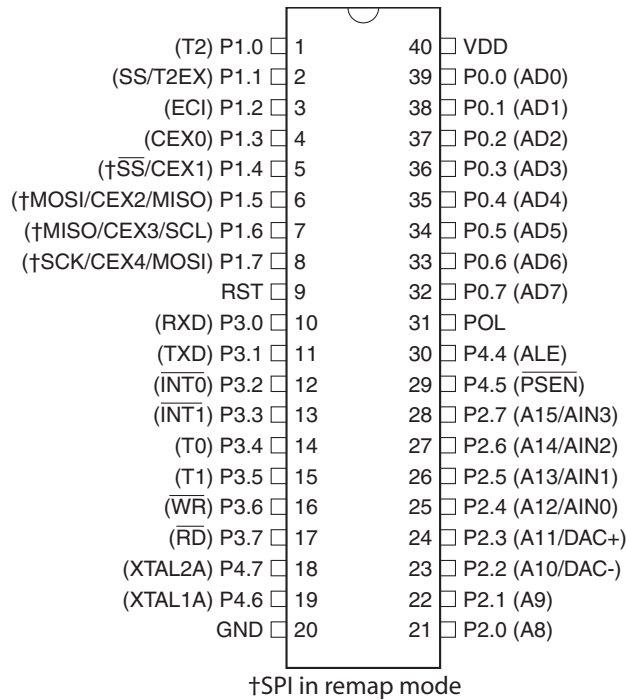 (T2) P1.0 1 40 VDD
(SS/T2EX) P1.1 2 39 P0.0 (AD0)
(ECI) P1.2 3 38 P0.1 (AD1)
(CEX0) P1.3 4 37 P0.2 (AD2)
(†S̅S̅/CEX1) P1.4 5 36 P0.3 (AD3)
(†MOSI/CEX2/MISO) P1.5 6 35 P0.4 (AD4)
(†MISO/CEX3/SCL) P1.6 7 34 P0.5 (AD5)
(†SCK/CEX4/MOSI) P1.7 8 33 P0.6 (AD6)
RST 9 32 P0.7 (AD7)
(RXD) P3.0 10 31 POL
(TXD) P3.1 11 30 P4.4 (ALE)
(I̅N̅T̅0̅) P3.2 12 29 P4.5 (P̅S̅E̅N̅)
(I̅N̅T̅1̅) P3.3 13 28 P2.7 (A15/AIN3)
(T0) P3.4 14 27 P2.6 (A14/AIN2)
(T1) P3.5 15 26 P2.5 (A13/AIN1)
(W̅R̅) P3.6 16 25 P2.4 (A12/AIN0)
(R̅D̅) P3.7 17 24 P2.3 (A11/DAC+)
(XTAL2A) P4.7 18 23 P2.2 (A10/DAC-)
(XTAL1A) P4.6 19 22 P2.1 (A9)
GND 20 21 P2.0 (A8)
†SPI in remap mode